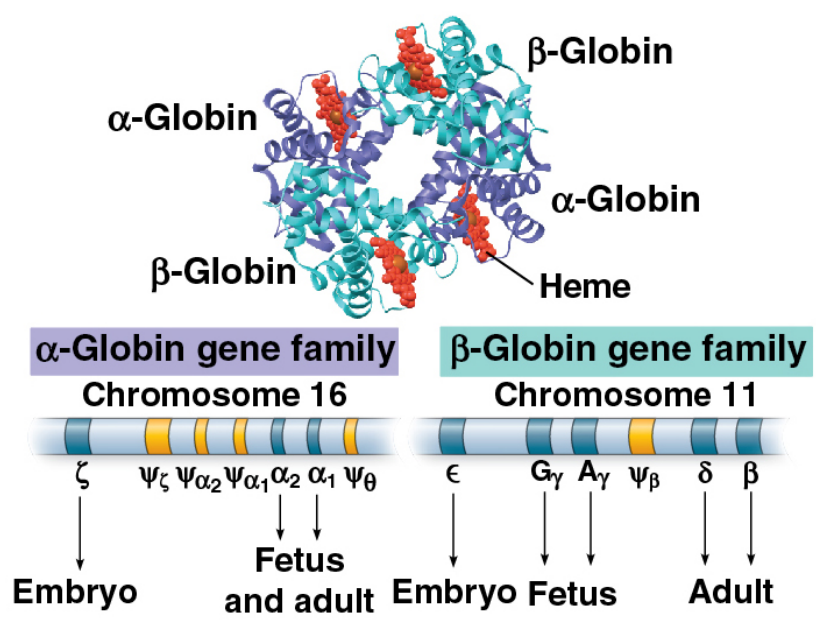 β-Globin
α-Globin
α-Globin
β-Globin
Heme
α-Globin gene family
Chromosome 16
ζ ψζ ψα2 ψα1 α2 α1 ψθ
Embryo
Fetus
and adult
β-Globin gene family
Chromosome 11
ϵ Gγ Aγ ψβ δ β
Embryo Fetus Adult